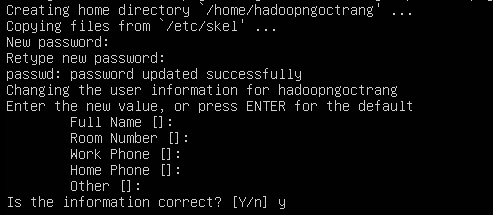 Creating home directory `/home/hadoopngoctrang' ...
Copying files from `/etc/skel' ...
New password:
Retype new password:
passwd: password updated successfully
Changing the user information for hadoopngoctrang
Enter the new value, or press ENTER for the default
Full Name []:
Room Number []:
Work Phone []:
Home Phone []:
Other []:
Is the information correct? [Y/n] y